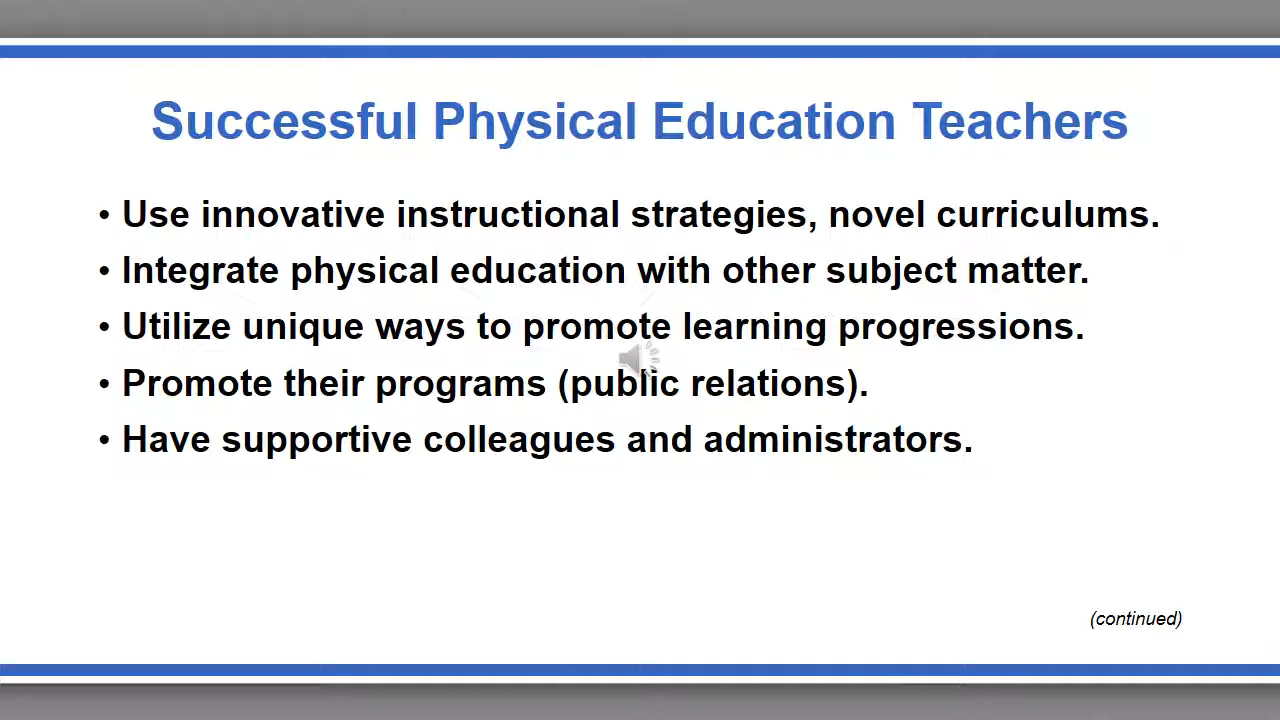 Successful Physical Education Teachers
• Use innovative instructional strategies, novel curriculums.
• Integrate physical education with other subject matter.
• Utilize unique ways to promote learning progressions.
• Promote their programs (public relations).
• Have supportive colleagues and administrators.
(continued)